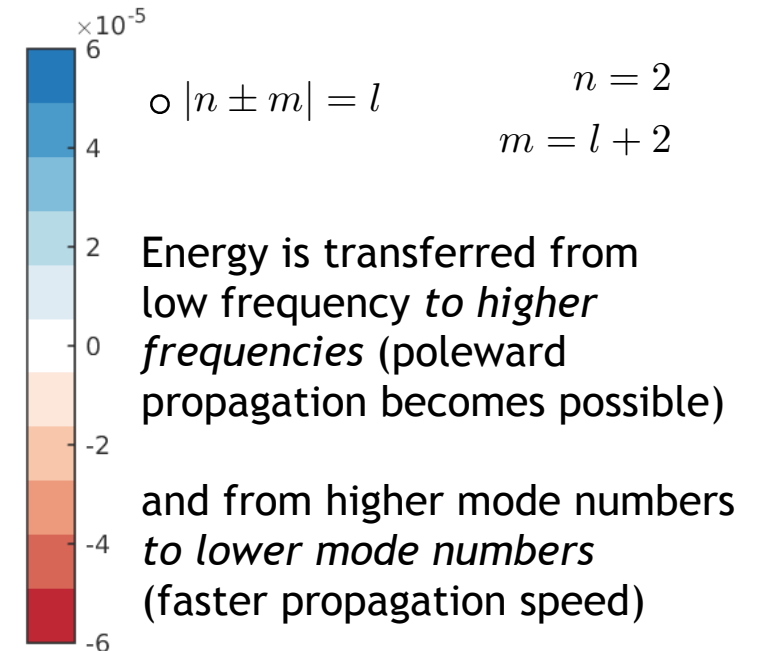 ×10⁻⁵
6
4
2
0
-2
-4
-6
○ |n ± m| = l
n = 2
m = l + 2
Energy is transferred from
low frequency to higher
frequencies (poleward
propagation becomes possible)
and from higher mode numbers
to lower mode numbers
(faster propagation speed)